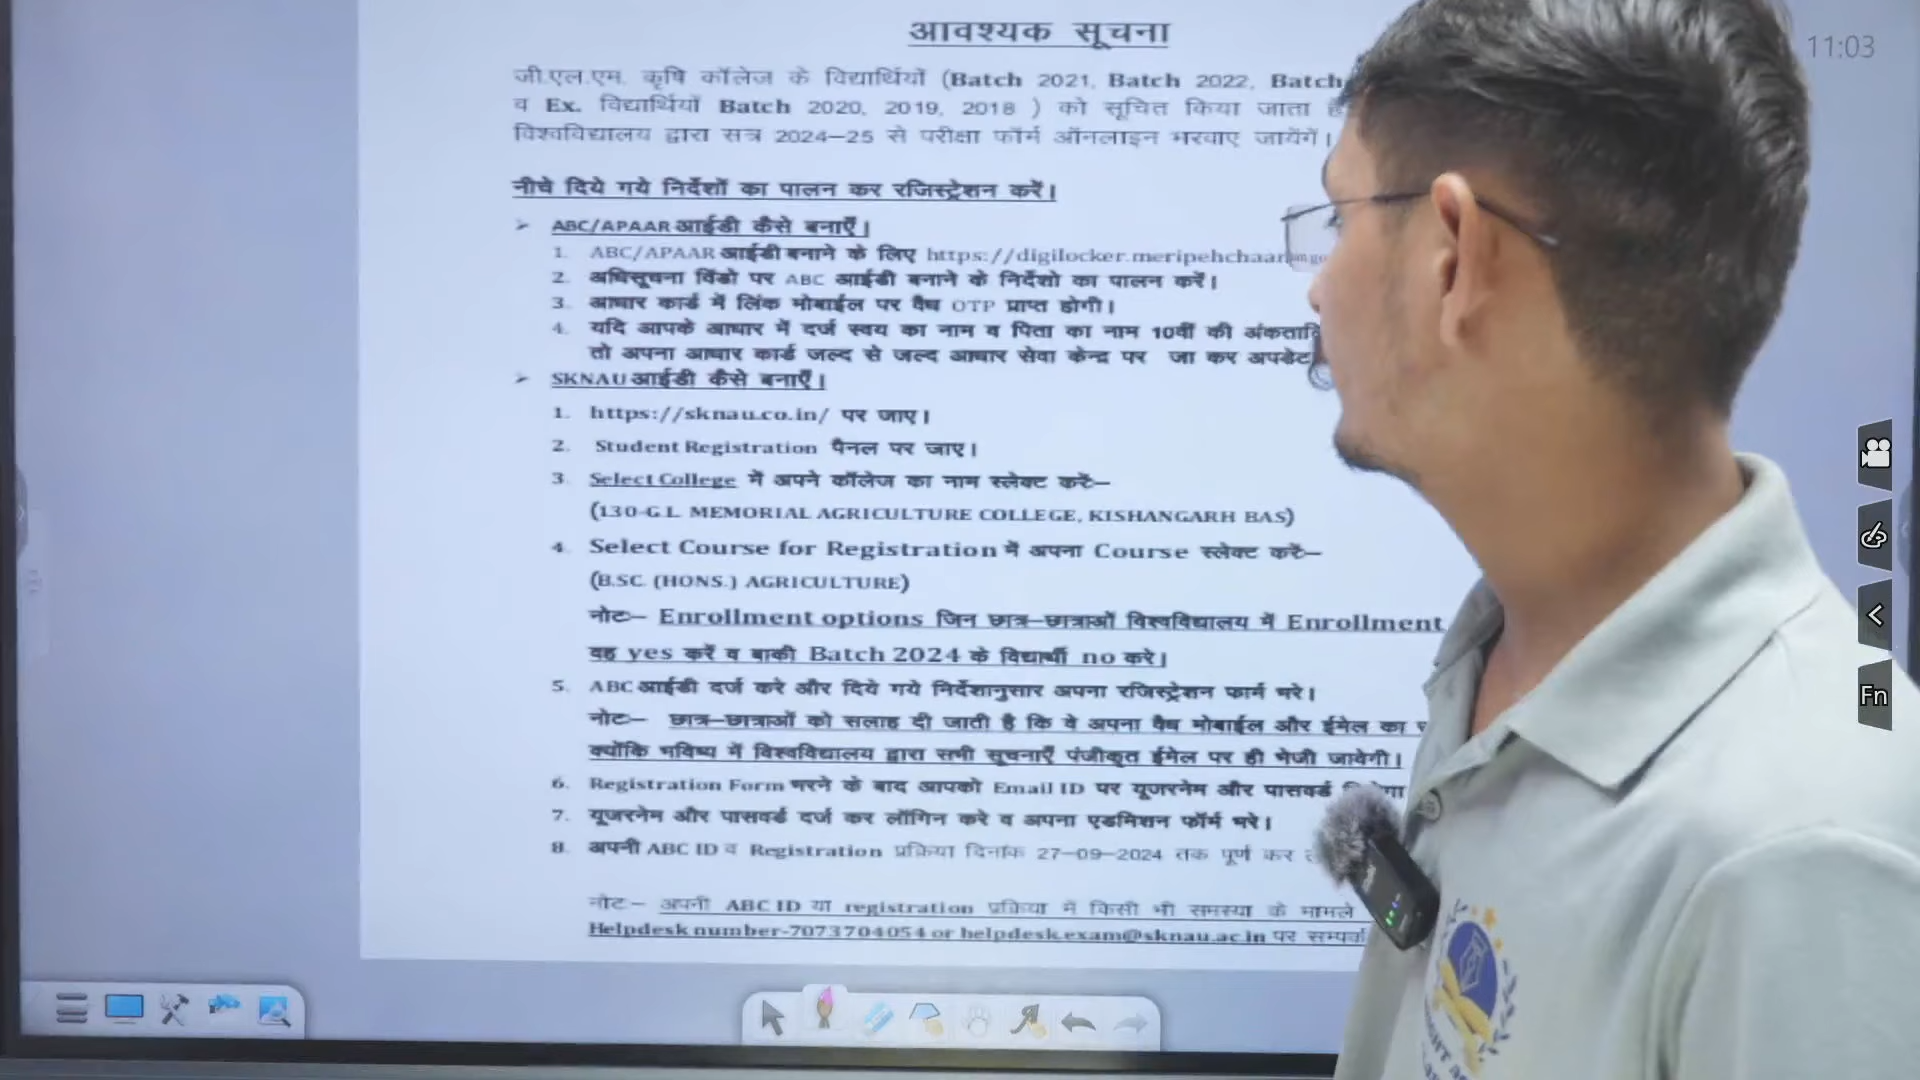 आवश्यक सूचना
11:03
जी.एल.एम. कृषि कॉलेज के विद्यार्थियों (Batch 2021, Batch 2022, Batch
व Ex. विद्यार्थियों Batch 2020, 2019, 2018 ) को सूचित किया जाता
विश्वविद्यालय द्वारा सत्र 2024–25 से परीक्षा फॉर्म ऑनलाइन भरवाए जायेंगें।
नीचे दिये गये निर्देशों का पालन कर रजिस्ट्रेशन करें।
➢ ABC/APAAR आईडी कैसे बनाएँ।
1. ABC/APAAR आईडी बनाने के लिए https://digilocker.meripehchaan.go
2. अधिसूचना विंडो पर ABC आईडी बनाने के निर्देशो का पालन करें।
3. आधार कार्ड में लिंक मोबाईल पर वैध OTP प्राप्त होगी।
4. यदि आपके आधार में दर्ज स्वय का नाम व पिता का नाम 10वीं की
तो अपना आधार कार्ड जल्द से जल्द आधार सेवा केन्द्र पर जा कर अपडेट
➢ SKNAU आईडी कैसे बनाएँ।
1. https://sknau.co.in/ पर जाए।
2. Student Registration पैनल पर जाए।
3. Select College में अपने कॉलेज का नाम स्लेक्ट करें:–
(130-G.L. MEMORIAL AGRICULTURE COLLEGE, KISHANGARH BAS)
4. Select Course for Registration में अपना Course स्लेक्ट करें:–
(B.SC. (HONS.) AGRICULTURE)
नोट:– Enrollment options जिन छात्र–छात्राओं विश्वविद्यालय में Enrollment
वह yes करें व बाकी Batch 2024 के विद्यार्थी no करे।
5. ABC आईडी दर्ज करे और दिये गये निर्देशानुसार अपना रजिस्ट्रेशन फार्म भरे।
नोट:– छात्र–छात्राओं को सलाह दी जाती है कि वे अपना वैध मोबाईल और ईमेल का
क्योंकि भविष्य में विश्वविद्यालय द्वारा सभी सूचनाएँ पंजीकृत ईमेल पर ही भेजी जावेगी।
6. Registration Form भरने के बाद आपको Email ID पर यूजरनेम और पासवर्ड
7. यूजरनेम और पासवर्ड दर्ज कर लॉगिन करे व अपना एडमिशन फॉर्म भरे।
8. अपनी ABC ID व Registration प्रक्रिया दिनांक 27–09–2024 तक पूर्ण कर
नोट:– अपनी ABC ID या registration प्रक्रिया में किसी भी समस्या के मामले
Helpdesk number-7073704054 or helpdesk.exam@sknau.ac.in पर सम्पर्क
Fn